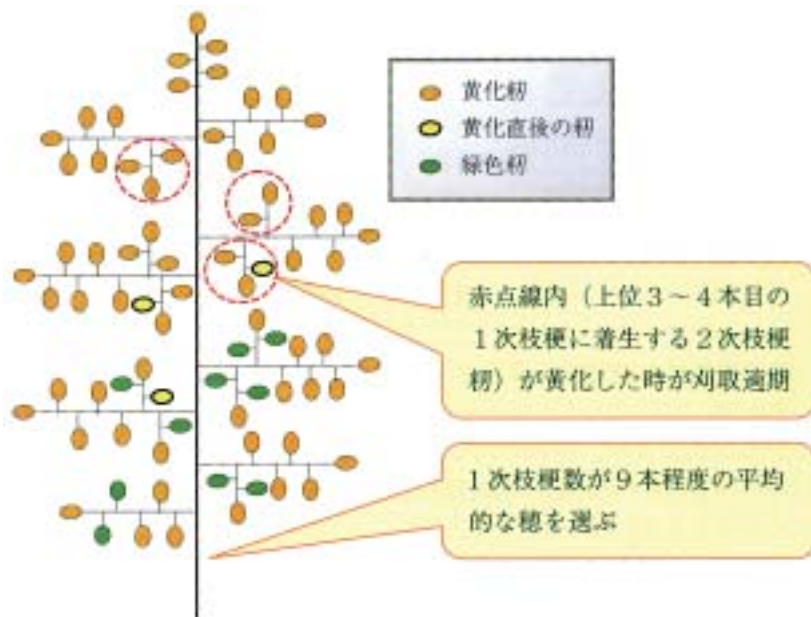 黄化籾
黄化直後の籾
緑色籾
赤点線内（上位３〜４本目の
１次枝梗に着生する２次枝梗
籾）が黄化した時が刈取適期
１次枝梗数が９本程度の平均
的な穂を選ぶ